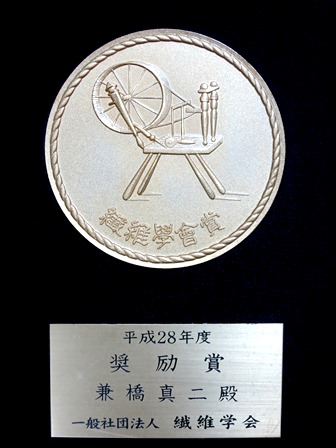 繊維學會賞
平成28年度
奨励賞
兼橋真二殿
一般社団法人 繊維学会